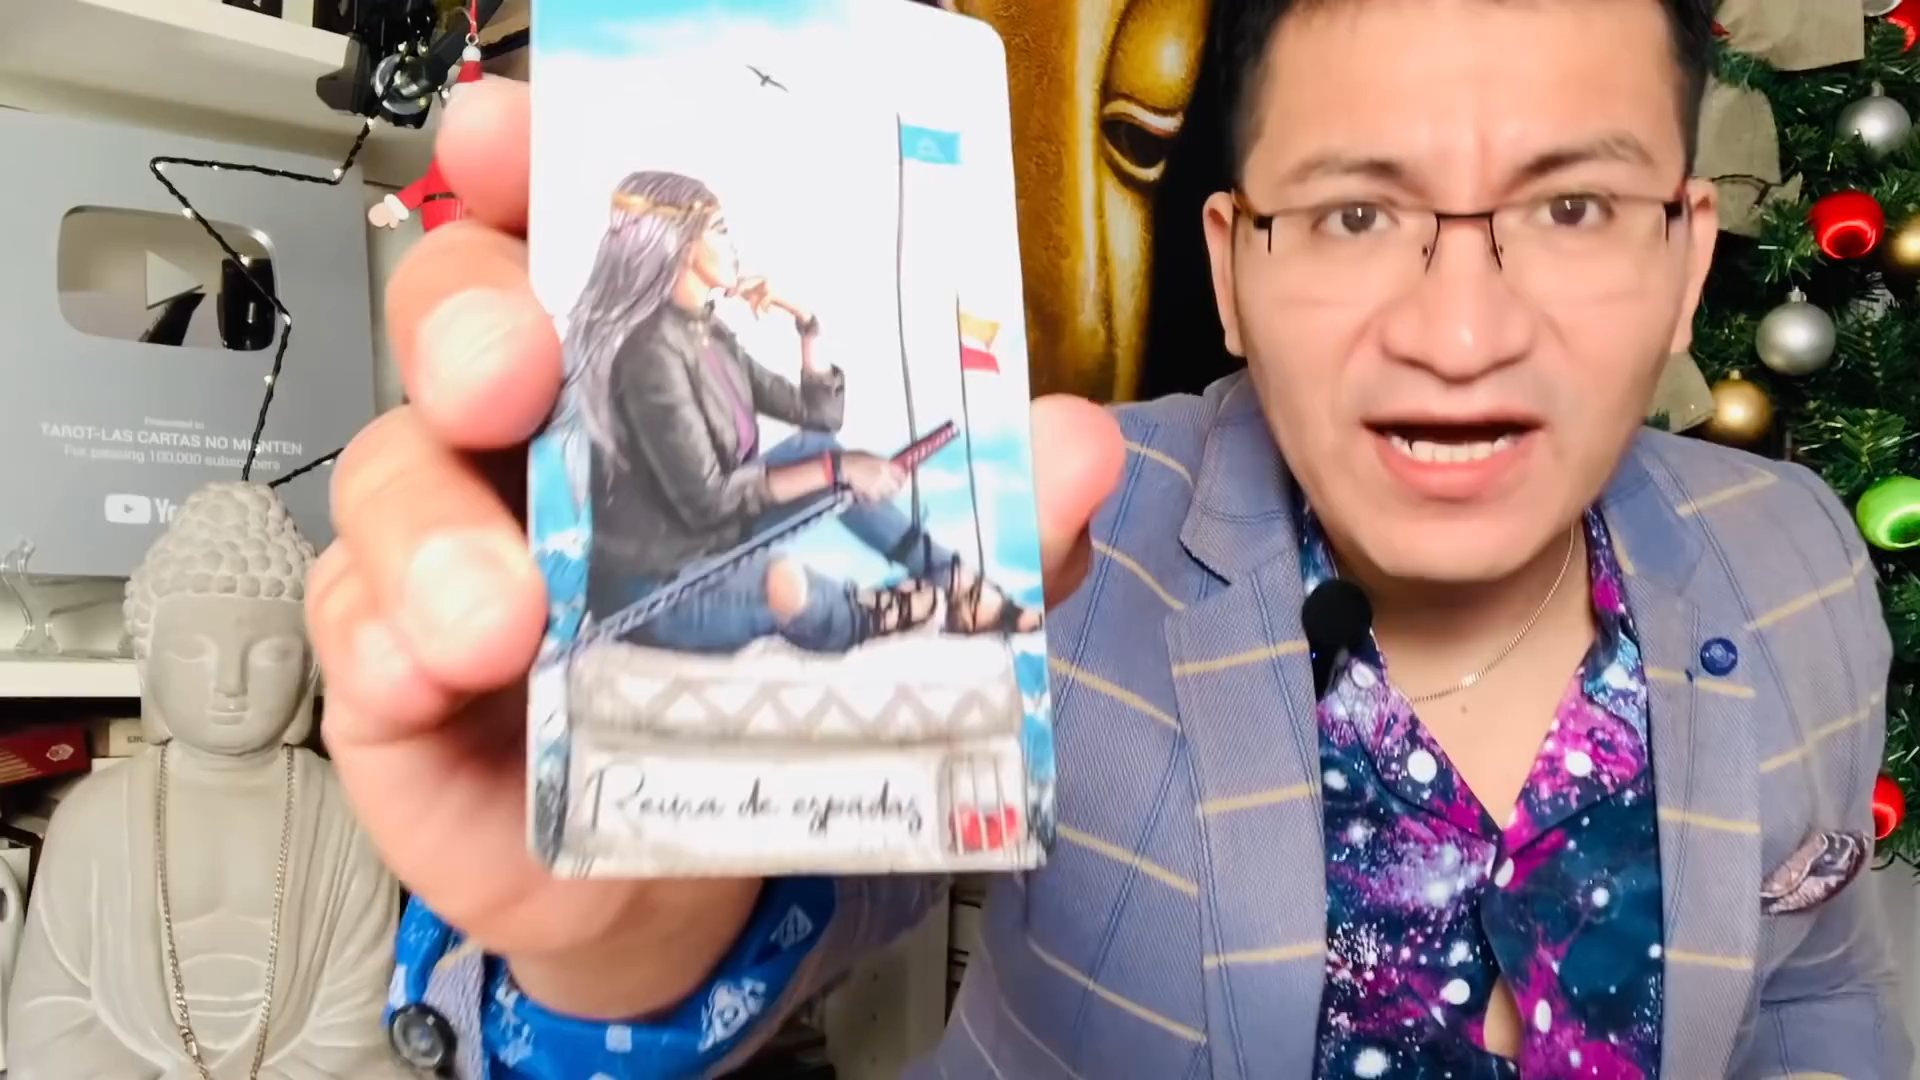 Presented to
TAROT-LAS CARTAS NO MIENTEN
For passing 100,000 subscribers
Reina de espadas